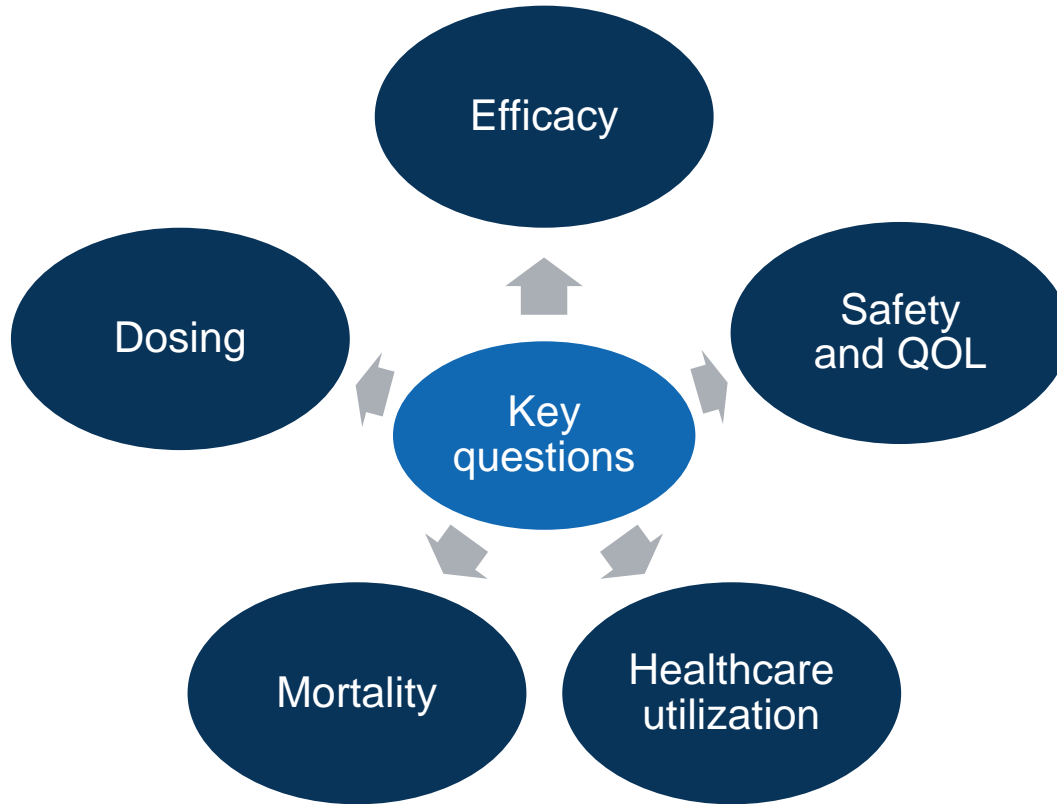 Efficacy
Safety
and QOL
Dosing
Key
questions
Mortality
Healthcare
utilization